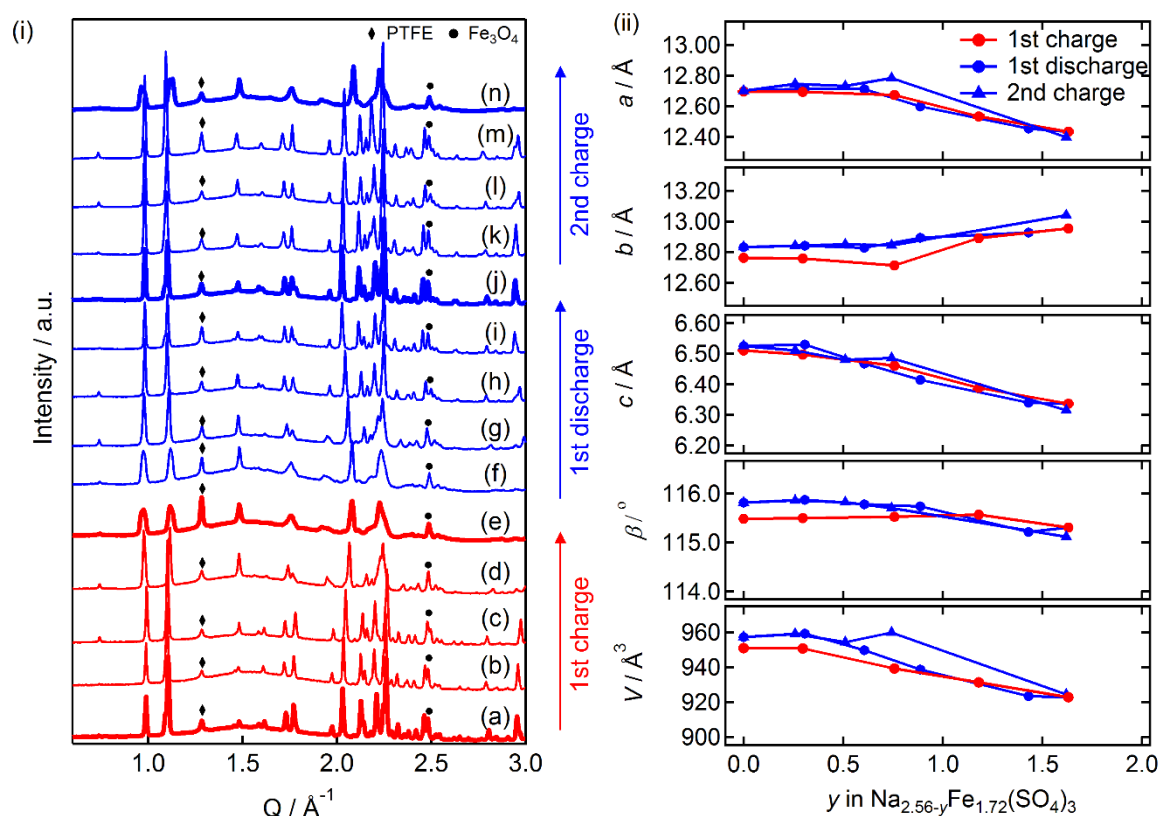 (i)
♦ PTFE ● Fe3O4
(n)
(m)
(l)
(k)
(j)
(i)
(h)
(g)
(f)
(e)
(d)
(c)
(b)
(a)
2nd charge
1st discharge
1st charge
Intensity / a.u.
1.0 1.5 2.0 2.5 3.0
Q / Å-1
(ii)
1st charge
1st discharge
2nd charge
a / Å
13.00
12.80
12.60
12.40
b / Å
13.20
13.00
12.80
12.60
c / Å
6.60
6.50
6.40
6.30
6.20
β / °
116.0
115.0
114.0
V / Å3
960
940
920
900
0.0 0.5 1.0 1.5 2.0
y in Na2.56-yFe1.72(SO4)3